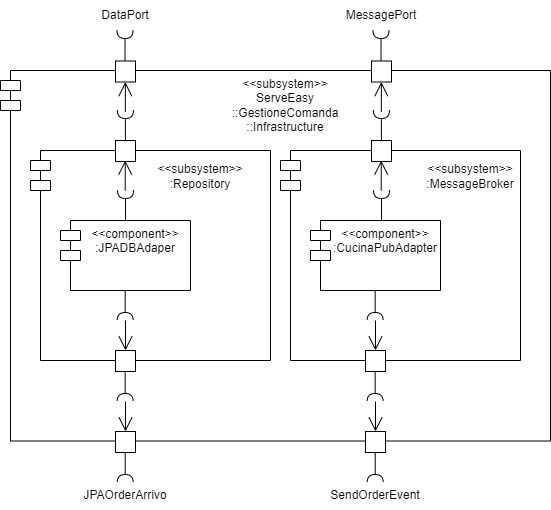 DataPort
MessagePort
<<subsystem>>
ServeEasy
::GestioneComanda
::Infrastructure
<<subsystem>>
:Repository
<<subsystem>>
:MessageBroker
<<component>>
:JPADBAdaper
<<component>>
:CucinaPubAdapter
JPAOrderArrivo
SendOrderEvent